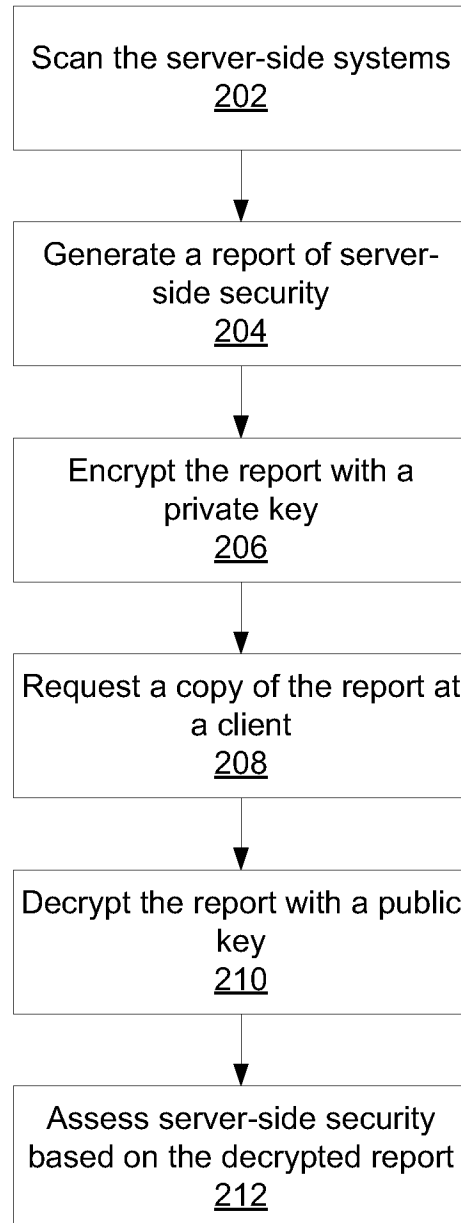 Scan the server-side systems
202
Generate a report of server-
side security
204
Encrypt the report with a
private key
206
Request a copy of the report at
a client
208
Decrypt the report with a public
key
210
Assess server-side security
based on the decrypted report
212